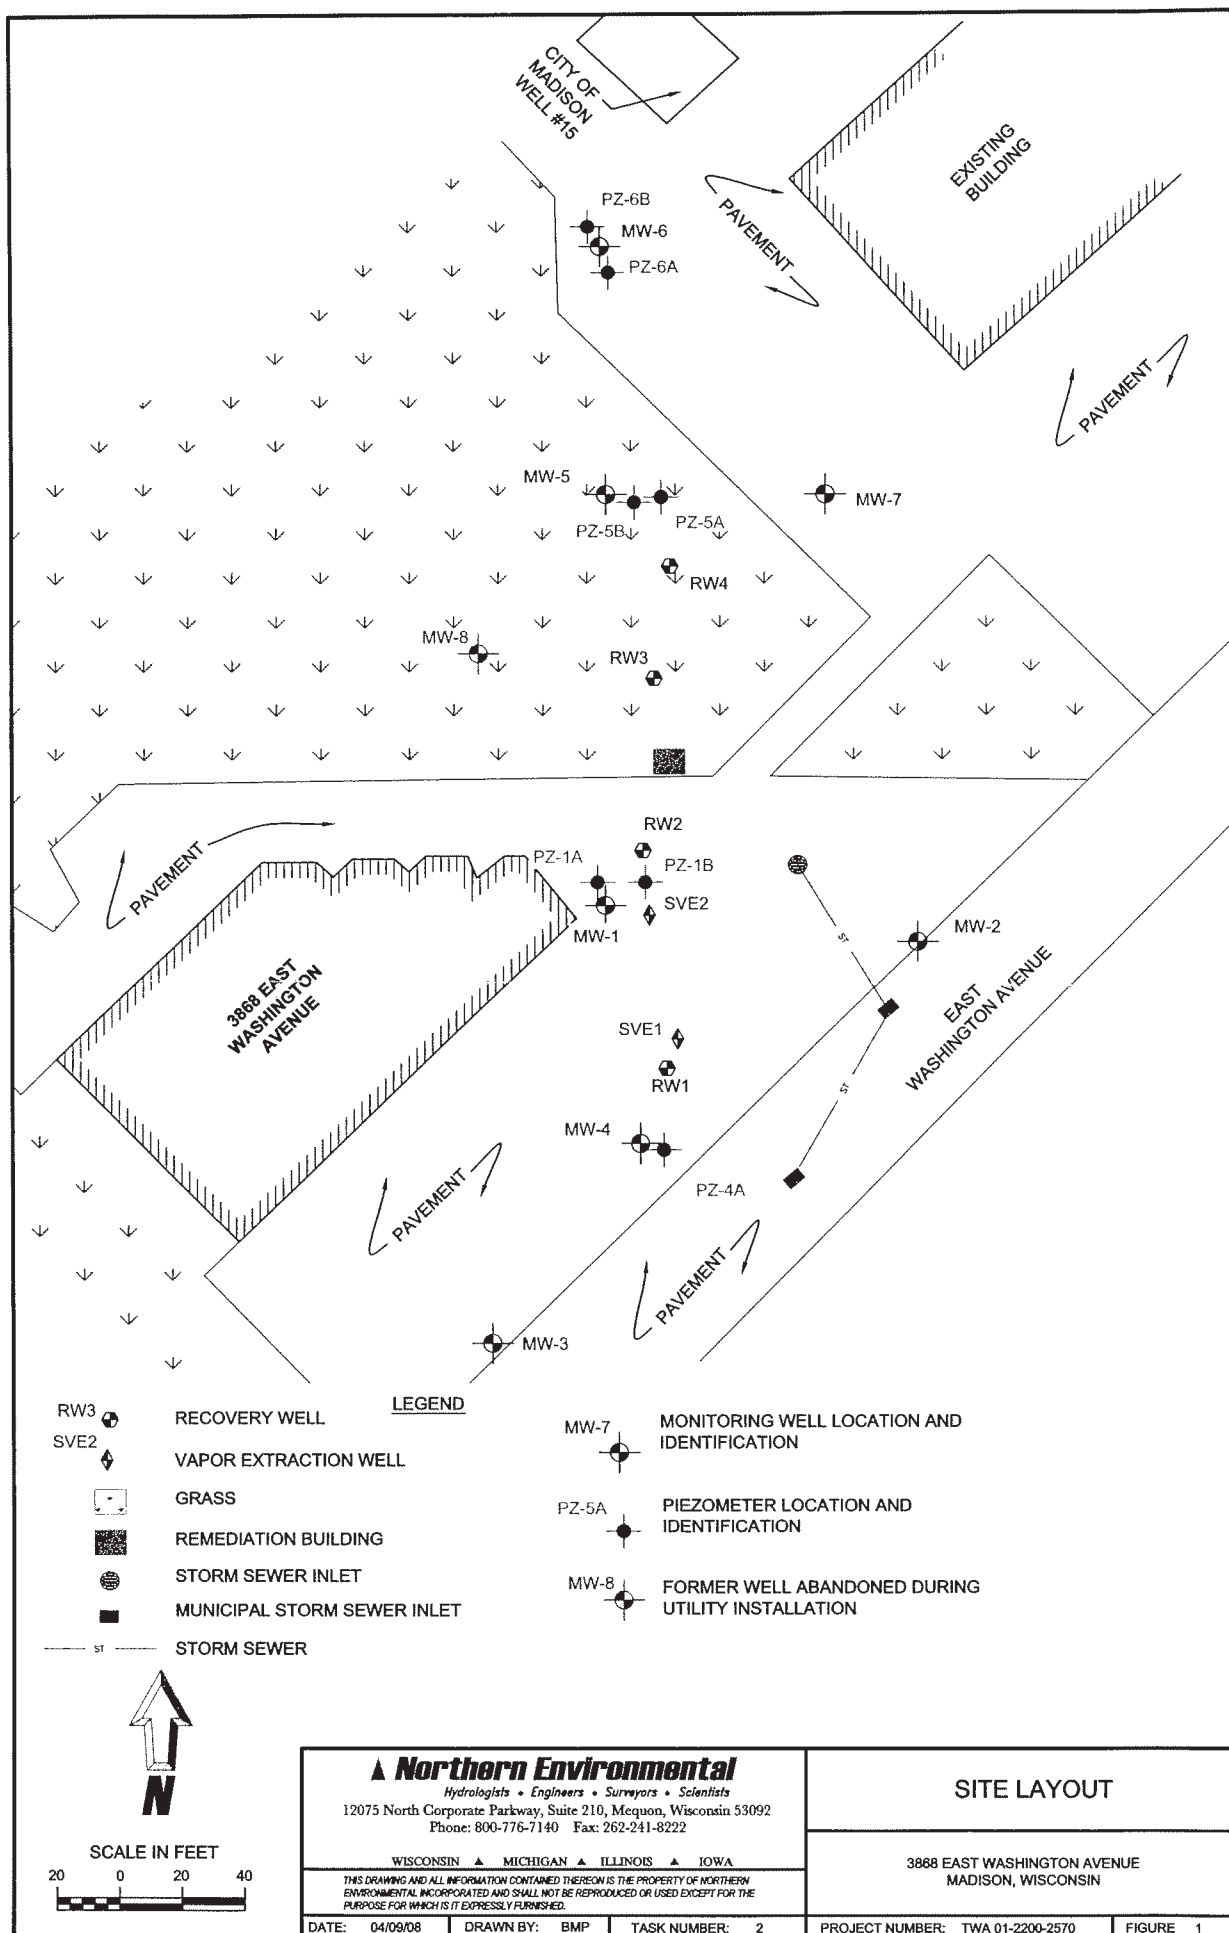 CITY OF
MADISON
WELL #15
EXISTING
BUILDING
PZ-6B
PAVEMENT
MW-6
PZ-6A
PAVEMENT
MW-5
MW-7
PZ-5B
PZ-5A
RW4
MW-8
RW3
RW2
PZ-1A
PZ-1B
PAVEMENT
SVE2
MW-1
MW-2
ST
3868 EAST
WASHINGTON
AVENUE
EAST
WASHINGTON AVENUE
SVE1
RW1
ST
MW-4
PZ-4A
PAVEMENT
PAVEMENT
MW-3
LEGEND
RW3
RECOVERY WELL
SVE2
VAPOR EXTRACTION WELL
GRASS
REMEDIATION BUILDING
STORM SEWER INLET
MUNICIPAL STORM SEWER INLET
ST
STORM SEWER
MW-7
MONITORING WELL LOCATION AND
IDENTIFICATION
PZ-5A
PIEZOMETER LOCATION AND
IDENTIFICATION
MW-8
FORMER WELL ABANDONED DURING
UTILITY INSTALLATION
N
SCALE IN FEET
20 0 20 40
Northern Environmental
Hydrologists • Engineers • Surveyors • Scientists
12075 North Corporate Parkway, Suite 210, Mequon, Wisconsin 53092
Phone: 800-776-7140 Fax: 262-241-8222
WISCONSIN ▲ MICHIGAN ▲ ILLINOIS ▲ IOWA
THIS DRAWING AND ALL INFORMATION CONTAINED THEREON IS THE PROPERTY OF NORTHERN
ENVIRONMENTAL INCORPORATED AND SHALL NOT BE REPRODUCED OR USED EXCEPT FOR THE
PURPOSE FOR WHICH IS IT EXPRESSLY FURNISHED.
SITE LAYOUT
3868 EAST WASHINGTON AVENUE
MADISON, WISCONSIN
DATE: 04/09/08 DRAWN BY: BMP TASK NUMBER: 2 PROJECT NUMBER: TWA 01-2200-2570 FIGURE 1